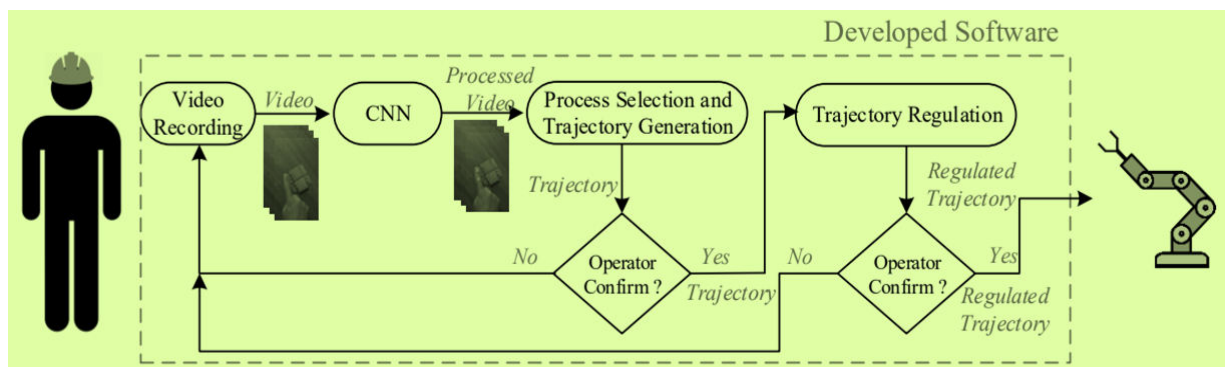 Developed Software
Video
Recording
Video
CNN
Processed
Video
Process Selection and
Trajectory Generation
Trajectory Regulation
Trajectory
Regulated
Trajectory
No
Operator
Confirm ?
Yes
Trajectory
No
Operator
Confirm ?
Yes
Regulated
Trajectory